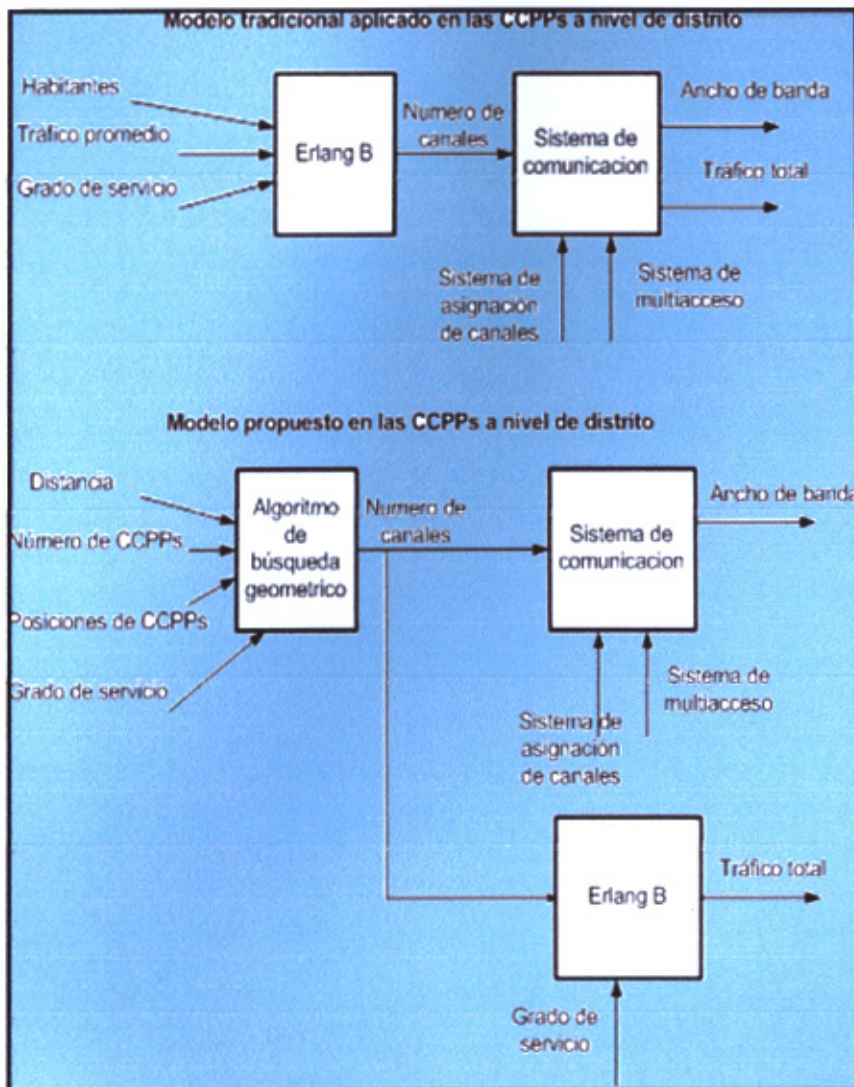 Modelo tradicional aplicado en las CCPPs a nivel de distrito
Habitantes
Tráfico promedio
Grado de servicio
Erlang B
Numero de
canales
Sistema de
comunicacion
Ancho de banda
Tráfico total
Sistema de
asignación
de canales
Sistema de
multiacceso
Modelo propuesto en las CCPPs a nivel de distrito
Distancia
Número de CCPPs
Posiciones de CCPPs
Grado de servicio
Algoritmo
de
búsqueda
geometrico
Numero de
canales
Sistema de
comunicacion
Ancho de banda
Sistema de
asignación
de canales
Sistema de
multiacceso
Erlang B
Tráfico total
Grado de
servicio